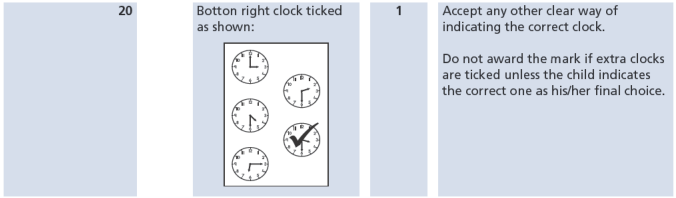 20
Botton right clock ticked
as shown:
1
Accept any other clear way of
indicating the correct clock.
Do not award the mark if extra clocks
are ticked unless the child indicates
the correct one as his/her final choice.